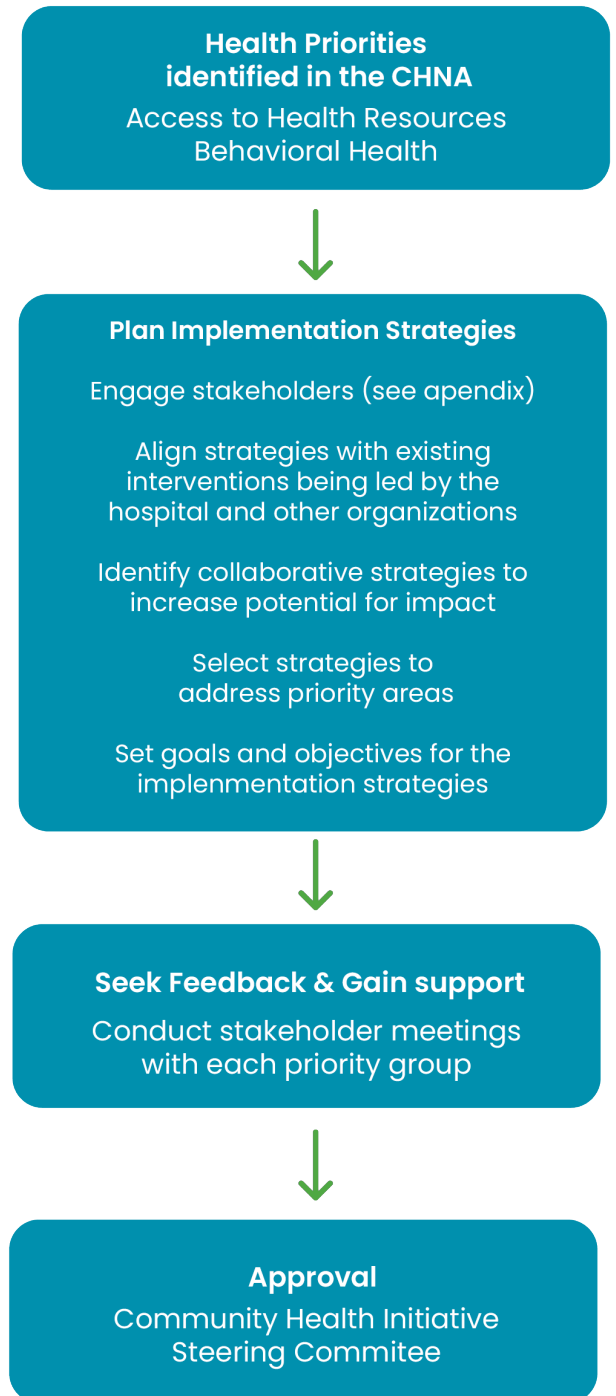 Health Priorities
identified in the CHNA
Access to Health Resources
Behavioral Health
Plan Implementation Strategies
Engage stakeholders (see apendix)
Align strategies with existing
interventions being led by the
hospital and other organizations
Identify collaborative strategies to
increase potential for impact
Select strategies to
address priority areas
Set goals and objectives for the
implenmentation strategies
Seek Feedback & Gain support
Conduct stakeholder meetings
with each priority group
Approval
Community Health Initiative
Steering Commitee